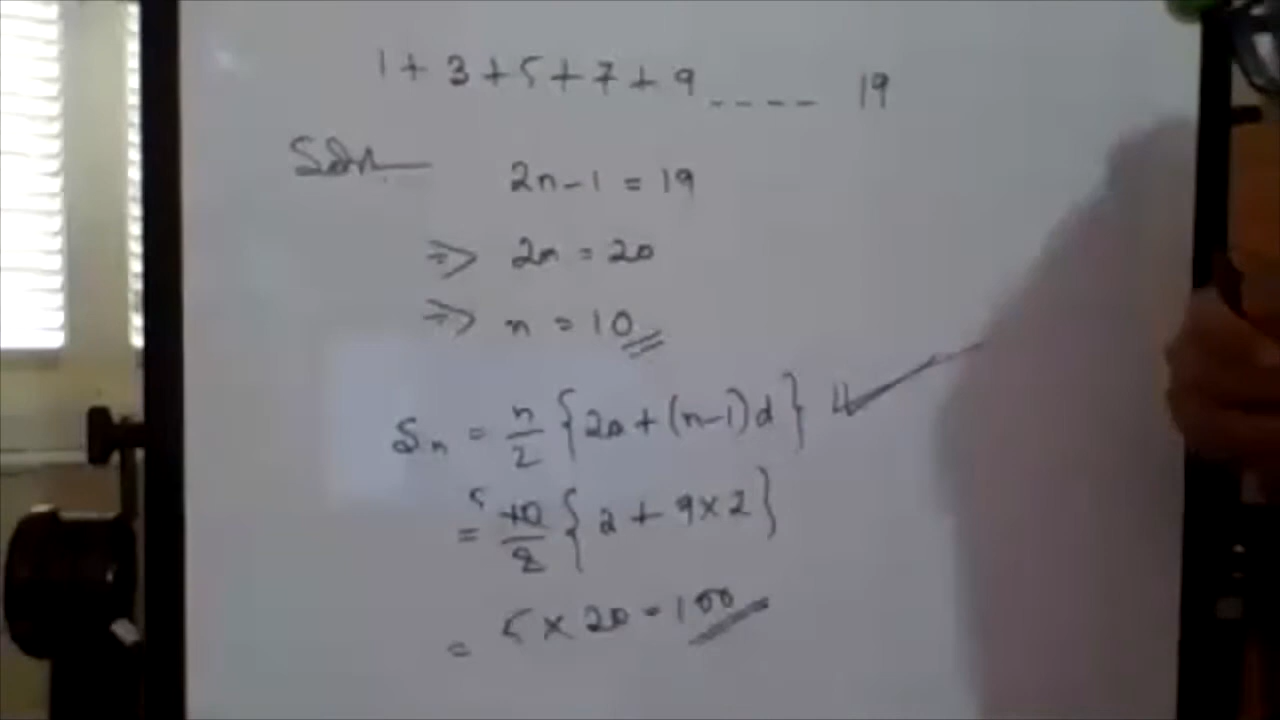 1 + 3 + 5 + 7 + 9 ---- 19
Soln
2n - 1 = 19
=> 2n = 20
=> n = 10
Sn = n/2 {2a + (n-1)d}
= 5 10/2 {2 + 9×2}
= 5 × 20 = 100